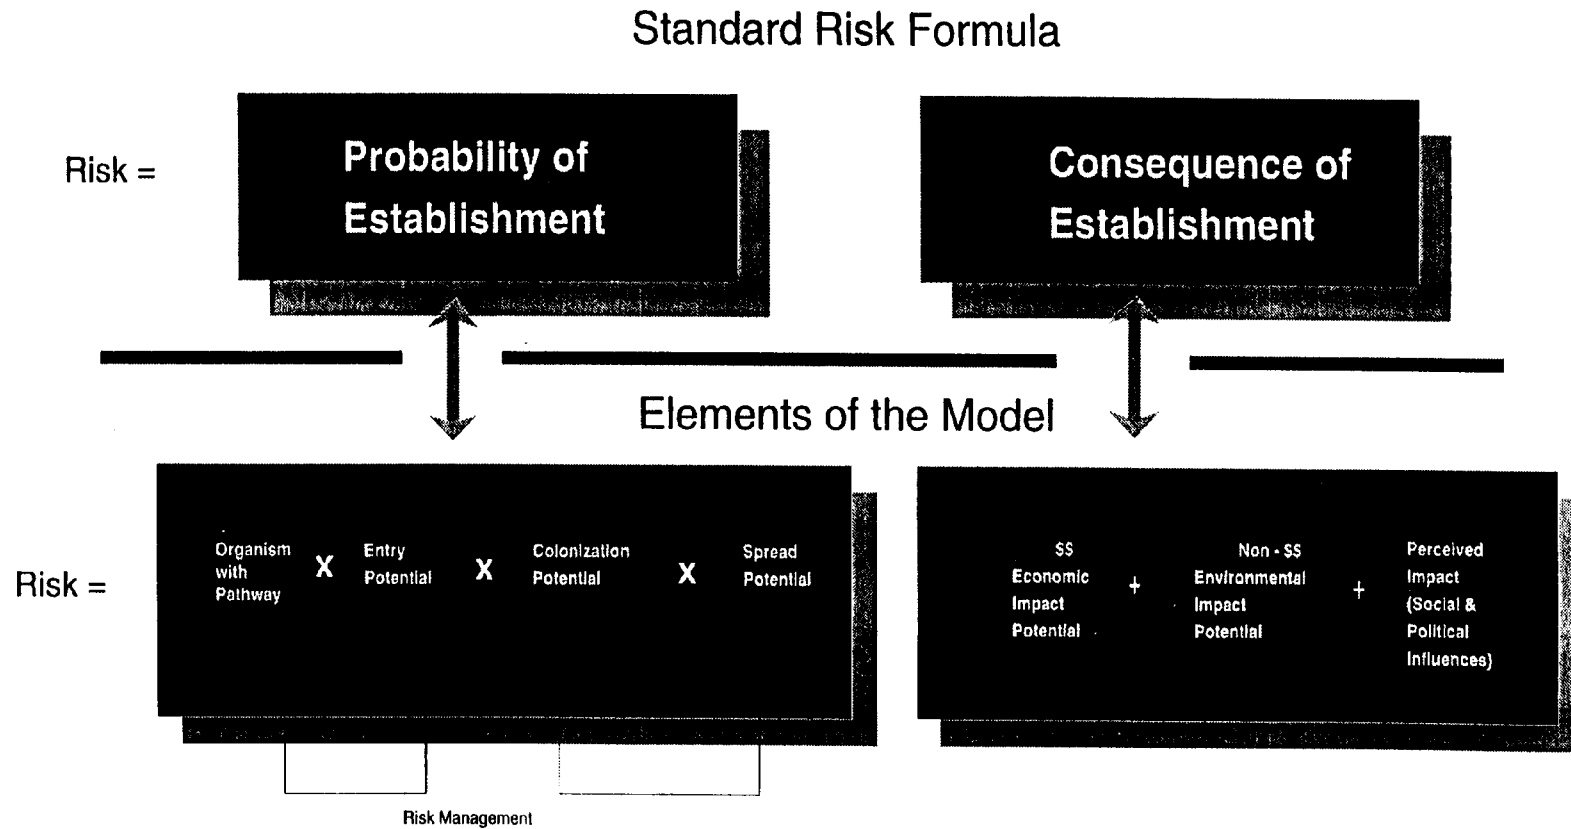 Standard Risk Formula
Risk =
Probability of
Establishment
Consequence of
Establishment
Elements of the Model
Risk =
Organism
with
Pathway
X
Entry
Potential
X
Colonization
Potential
X
Spread
Potential
$$
Economic
Impact
Potential
+
Non - $$
Environmental
Impact
Potential
+
Perceived
Impact
(Social &
Political
Influences)
Risk Management